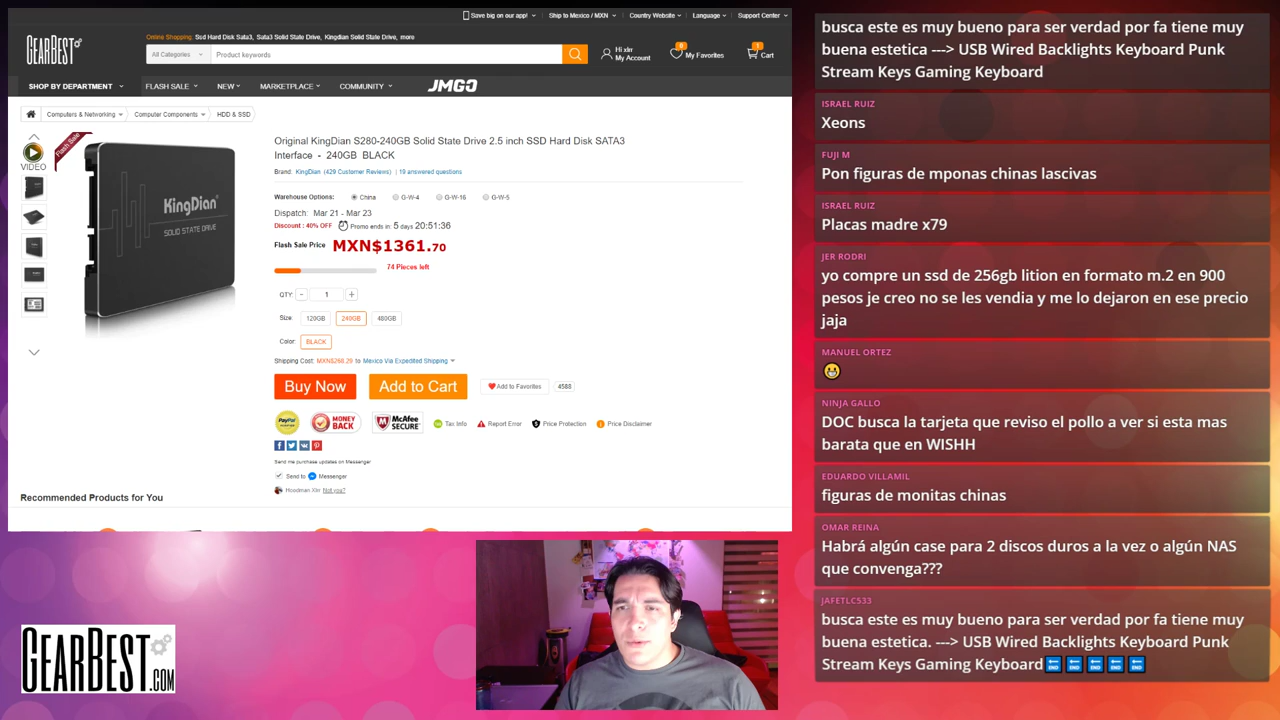 Save big on our app!
Ship to Mexico / MXN
Country Website
Language
Support Center
GEARBEST
Online Shopping: Ssd Hard Disk Sata3, Sata3 Solid State Drive, Kingdian Solid State Drive, more
All Categories
Product keywords
Hi xlrr
My Account
0
My Favorites
1
Cart
SHOP BY DEPARTMENT
FLASH SALE
NEW
MARKETPLACE
COMMUNITY
JMGO
Computers & Networking
Computer Components
HDD & SSD
VIDEO
Flash Sale
KingDian
SOLID STATE DRIVE
Original KingDian S280-240GB Solid State Drive 2.5 inch SSD Hard Disk SATA3
Interface - 240GB BLACK
Brand: KingDian (429 Customer Reviews) | 19 answered questions
Warehouse Options: China G-W-4 G-W-16 G-W-5
Dispatch: Mar 21 - Mar 23
Discount : 40% OFF Promo ends in: 5 days 20:51:36
Flash Sale Price MXN$1361.70
74 Pieces left
QTY: - 1 +
Size: 120GB 240GB 480GB
Color: BLACK
Shipping Cost: MXN$268.29 to Mexico Via Expedited Shipping
Buy Now
Add to Cart
Add to Favorites
4588
PayPal
MONEY BACK
McAfee SECURE
Tax Info
Report Error
Price Protection
Price Disclaimer
Send me purchase updates on Messenger
Send to Messenger
Hoodman Xlrr Not you?
Recommended Products for You
GEARBEST.COM
busca este es muy bueno para ser verdad por fa tiene muy
buena estetica ---> USB Wired Backlights Keyboard Punk
Stream Keys Gaming Keyboard
ISRAEL RUIZ
Xeons
FUJI M
Pon figuras de mponas chinas lascivas
ISRAEL RUIZ
Placas madre x79
JER RODRI
yo compre un ssd de 256gb lition en formato m.2 en 900
pesos je creo no se les vendia y me lo dejaron en ese precio
jaja
MANUEL ORTEZ
NINJA GALLO
DOC busca la tarjeta que reviso el pollo a ver si esta mas
barata que en WISHH
EDUARDO VILLAMIL
figuras de monitas chinas
OMAR REINA
Habrá algún case para 2 discos duros a la vez o algún NAS
que convenga???
JAFETLC533
busca este es muy bueno para ser verdad por fa tiene muy
buena estetica. ---> USB Wired Backlights Keyboard Punk
Stream Keys Gaming Keyboard